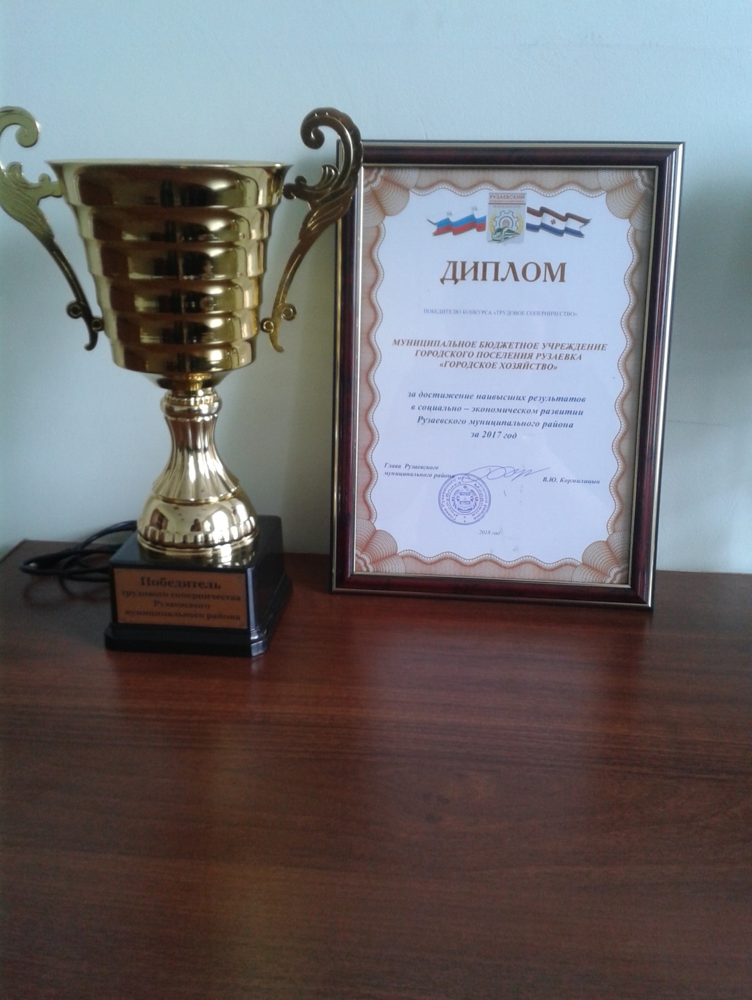 РУЗАЕВСКИЙ
ДИПЛОМ
ПОБЕДИТЕЛЮ КОНКУРСА «ТРУДОВОЕ СОПЕРНИЧЕСТВО»
МУНИЦИПАЛЬНОЕ БЮДЖЕТНОЕ УЧРЕЖДЕНИЕ
ГОРОДСКОГО ПОСЕЛЕНИЯ РУЗАЕВКА
«ГОРОДСКОЕ ХОЗЯЙСТВО»
за достижение наивысших результатов
в социально – экономическом развитии
Рузаевского муниципального района
за 2017 год
Глава Рузаевского
муниципального района
В.Ю. Кормилицын
2018 год
Победитель
трудового соперничества
Рузаевского
муниципального района